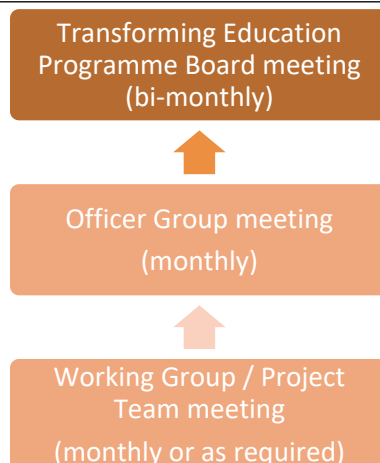 Transforming Education
Programme Board meeting
(bi-monthly)
Officer Group meeting
(monthly)
Working Group / Project
Team meeting
(monthly or as required)